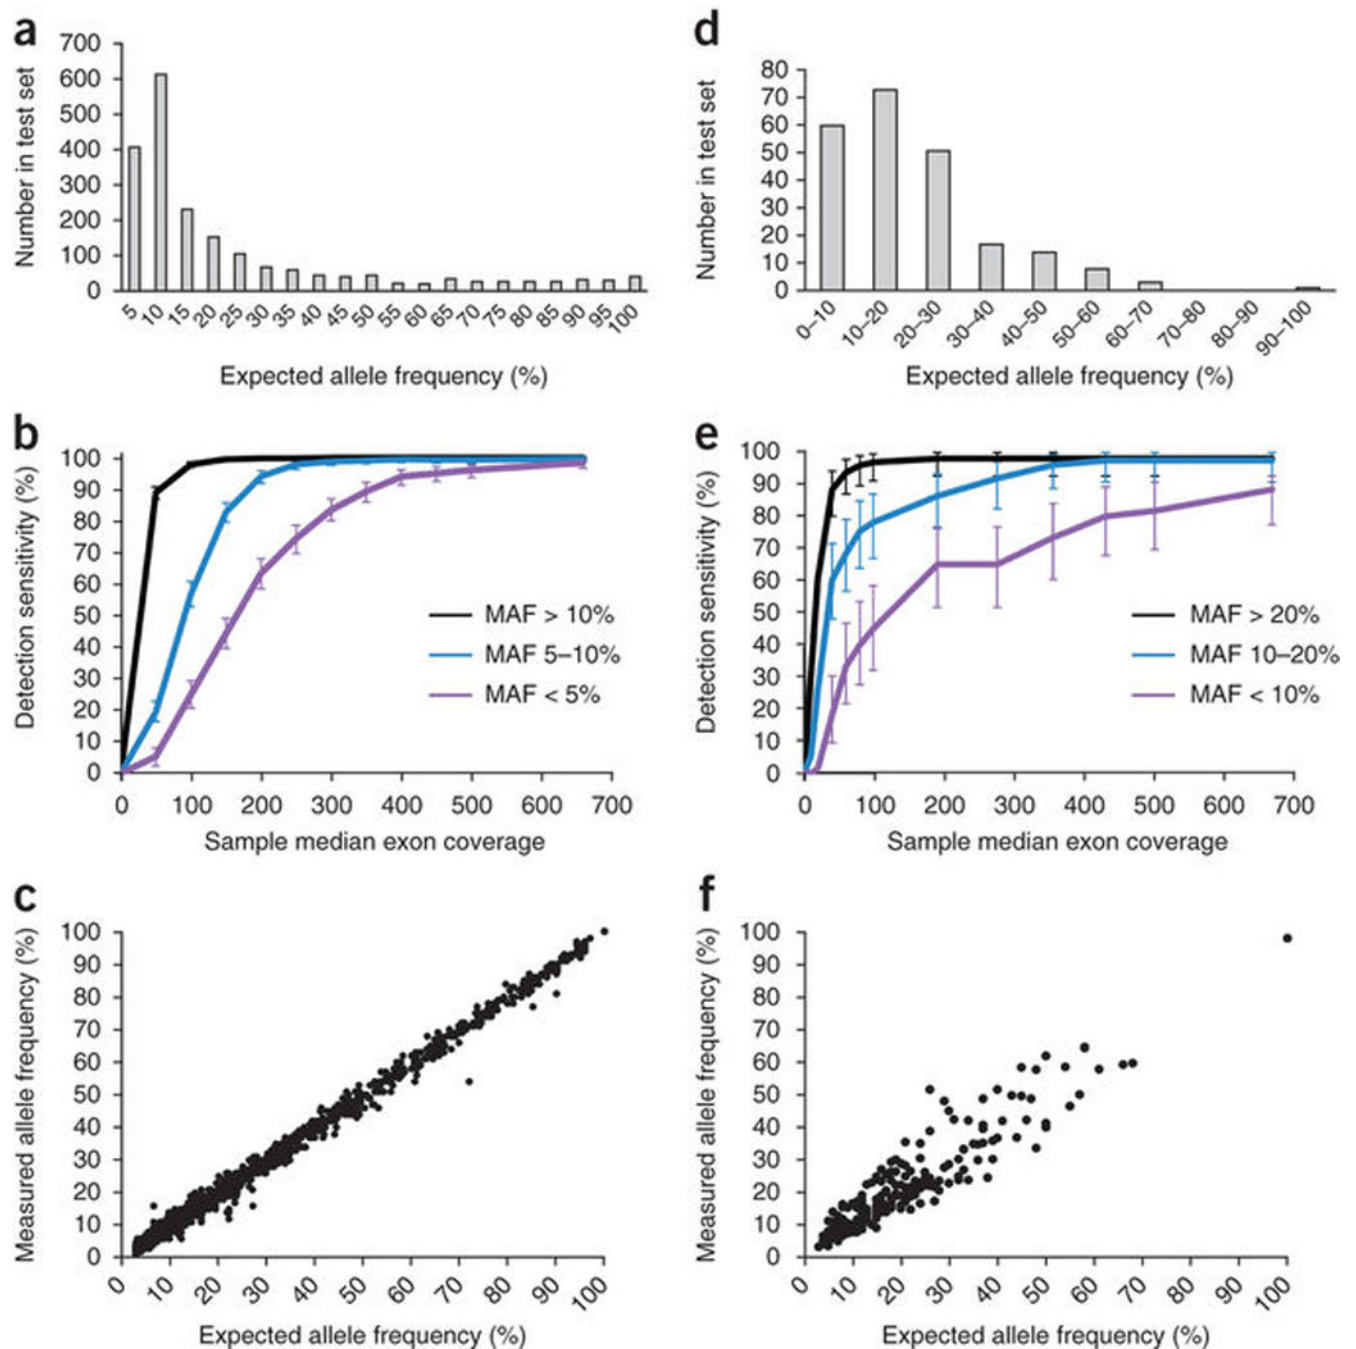 a
700
600
500
400
300
200
100
0
Number in test set
5 10 15 20 25 30 35 40 45 50 55 60 65 70 75 80 85 90 95 100
Expected allele frequency (%)
d
80
70
60
50
40
30
20
10
0
Number in test set
0–10 10–20 20–30 30–40 40–50 50–60 60–70 70–80 80–90 90–100
Expected allele frequency (%)
b
100
90
80
70
60
50
40
30
20
10
0
Detection sensitivity (%)
MAF > 10%
MAF 5–10%
MAF < 5%
0 100 200 300 400 500 600 700
Sample median exon coverage
e
100
90
80
70
60
50
40
30
20
10
0
Detection sensitivity (%)
MAF > 20%
MAF 10–20%
MAF < 10%
0 100 200 300 400 500 600 700
Sample median exon coverage
c
100
90
80
70
60
50
40
30
20
10
0
Measured allele frequency (%)
0 10 20 30 40 50 60 70 80 90 100
Expected allele frequency (%)
f
100
90
80
70
60
50
40
30
20
10
0
Measured allele frequency (%)
0 10 20 30 40 50 60 70 80 90 100
Expected allele frequency (%)